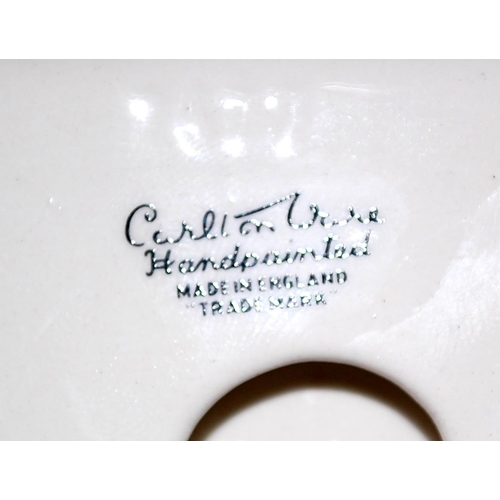 Carlton Ware
Handpainted
MADE IN ENGLAND
"TRADE MARK"